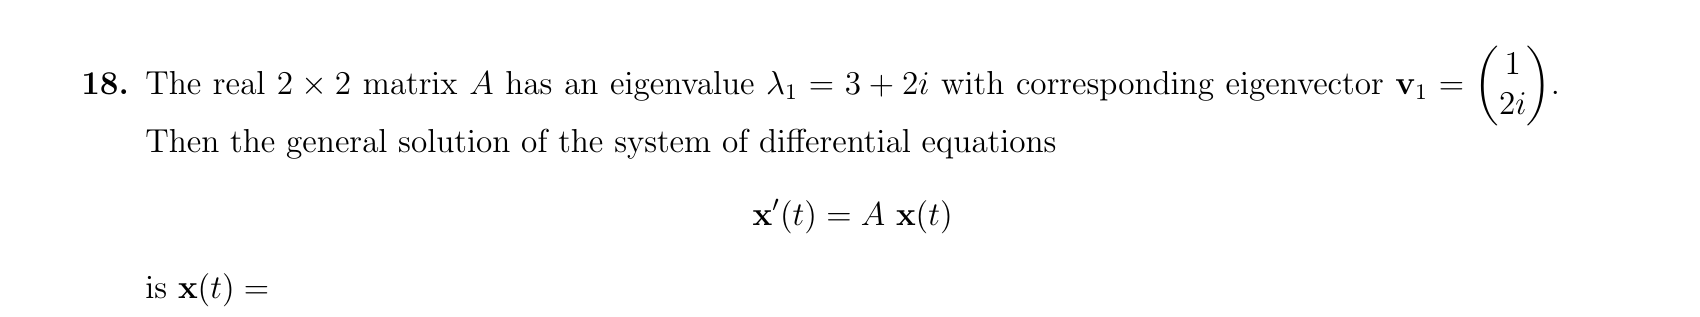 18. The real 2 × 2 matrix A has an eigenvalue λ₁ = 3 + 2i with corresponding eigenvector v₁ = (1 2i).
Then the general solution of the system of differential equations
x′(t) = A x(t)
is x(t) =